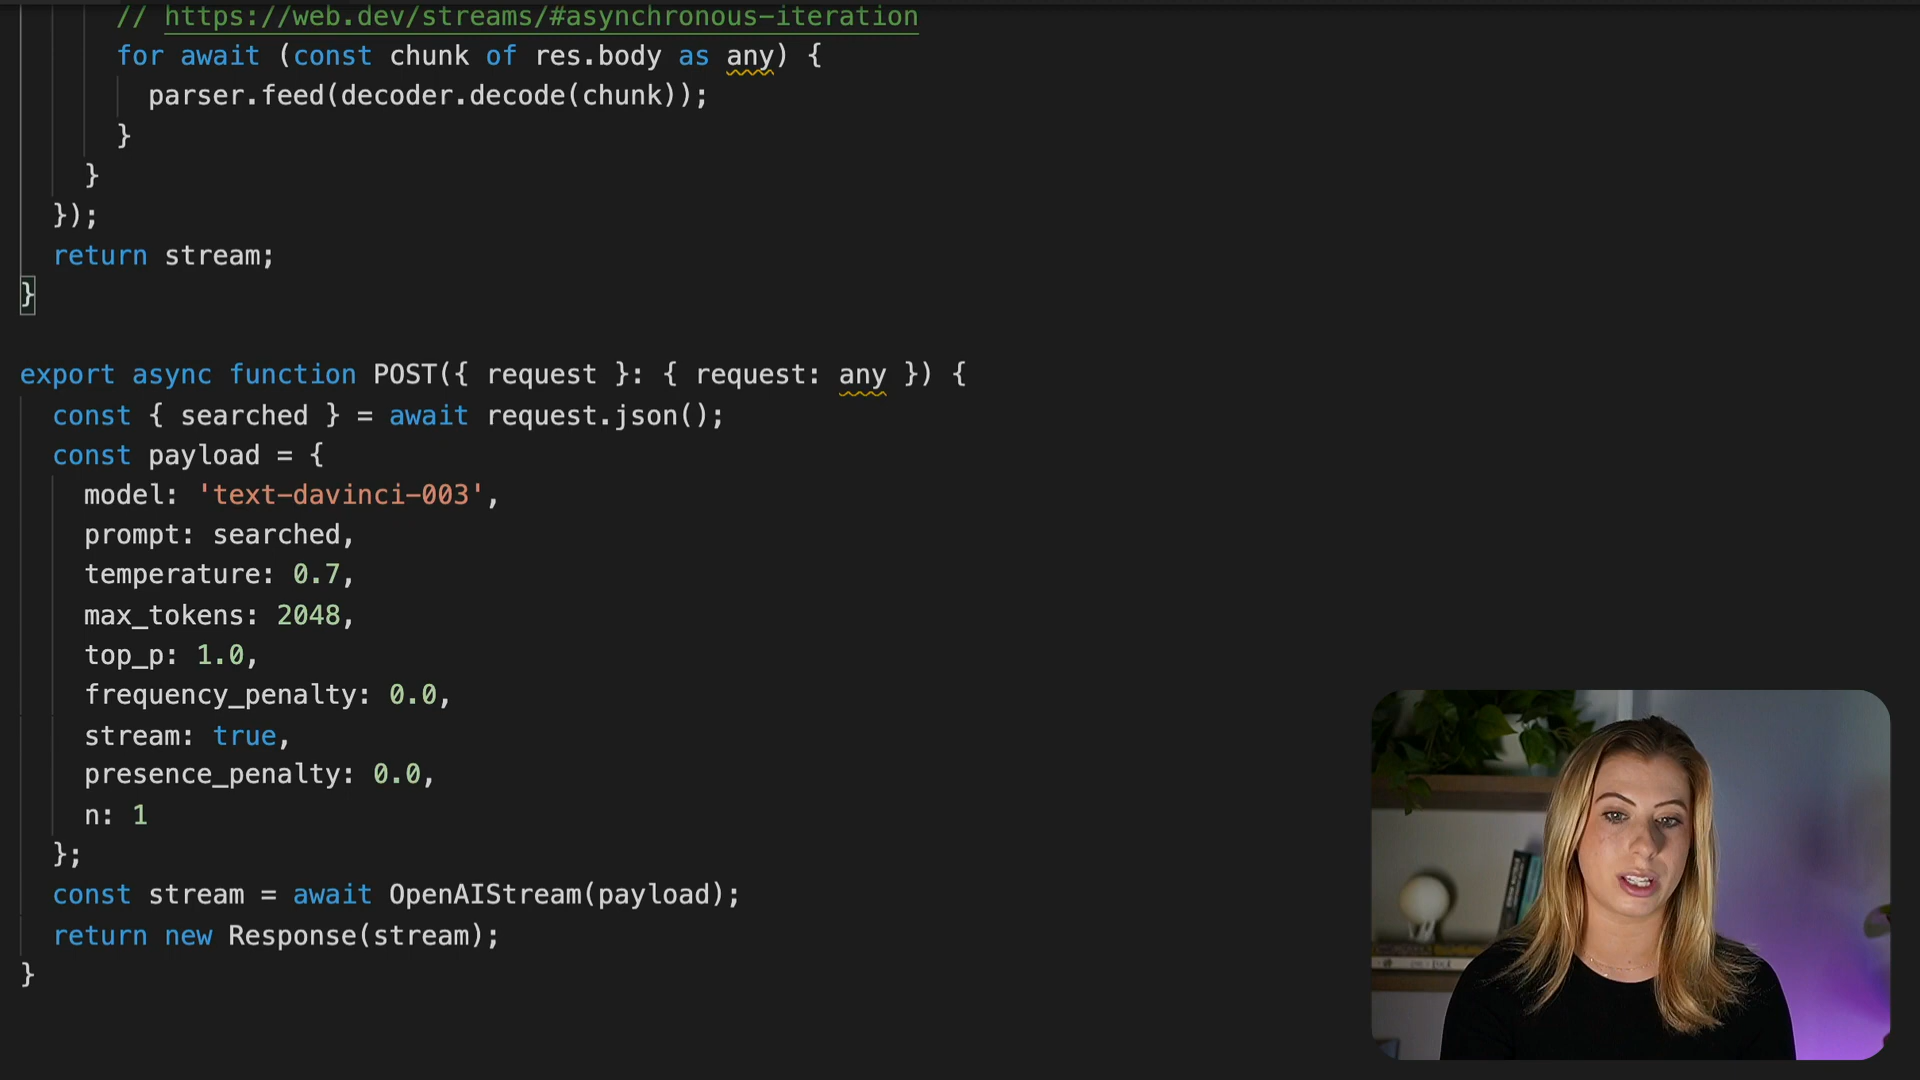 // https://web.dev/streams/#asynchronous-iteration
for await (const chunk of res.body as any) {
parser.feed(decoder.decode(chunk));
}
}
});
return stream;
}
export async function POST({ request }: { request: any }) {
const { searched } = await request.json();
const payload = {
model: 'text-davinci-003',
prompt: searched,
temperature: 0.7,
max_tokens: 2048,
top_p: 1.0,
frequency_penalty: 0.0,
stream: true,
presence_penalty: 0.0,
n: 1
};
const stream = await OpenAIStream(payload);
return new Response(stream);
}